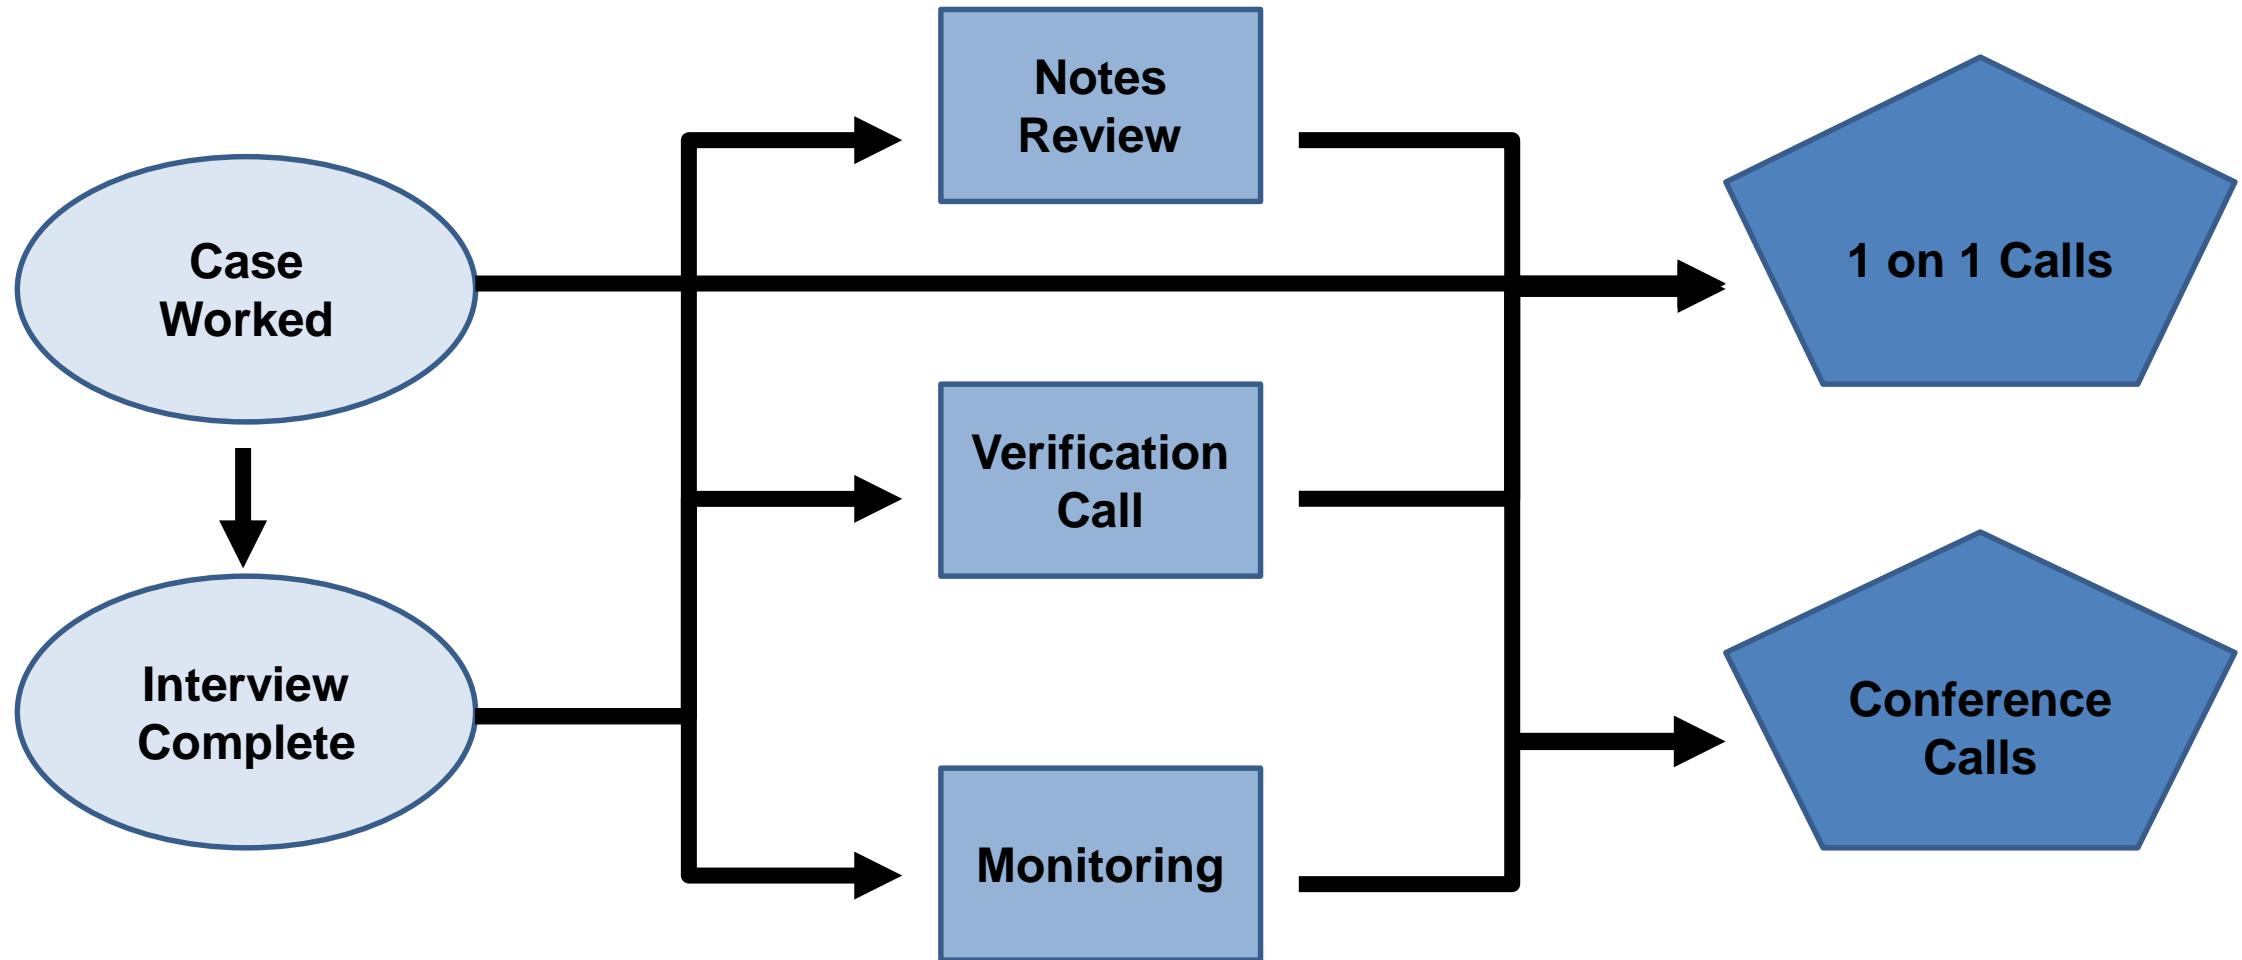 Case
Worked
Interview
Complete
Notes
Review
Verification
Call
Monitoring
1 on 1 Calls
Conference
Calls